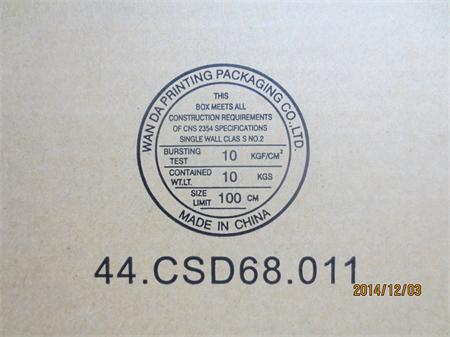 WAN DA PRINTING PACKAGING CO.,LTD.
THIS
BOX MEETS ALL
CONSTRUCTION REQUIREMENTS
OF CNS 2354 SPECIFICATIONS
SINGLE WALL CLAS S NO.2
BURSTING TEST 10 KGF/CM²
CONTAINED WT.LT. 10 KGS
SIZE LIMIT 100 CM
MADE IN CHINA
44.CSD68.011
2014/12/03